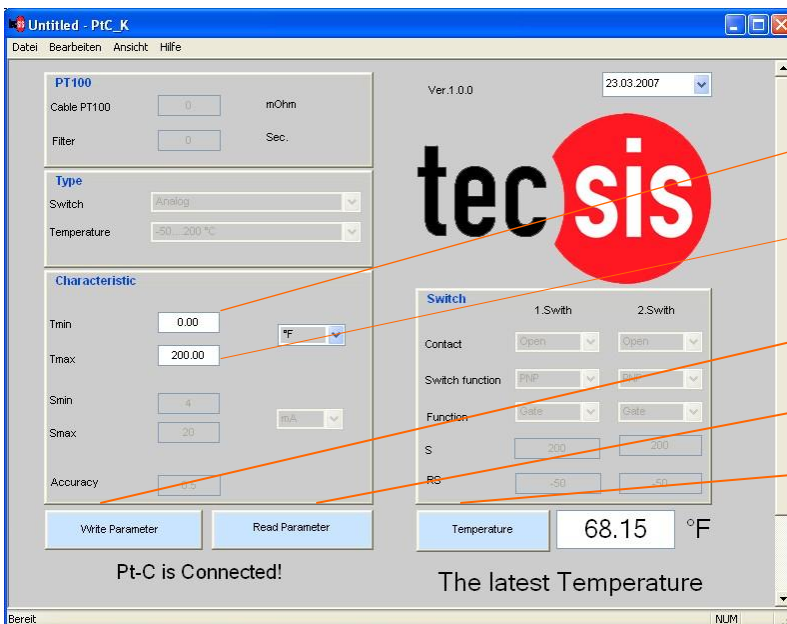 Untitled - PtC_K
Datei Bearbeiten Ansicht Hilfe
PT100
Cable PT100 0 mOhm
Filter 0 Sec.
Type
Switch Analog
Temperature -50...200 °C
Characteristic
Tmin 0.00 °F
Tmax 200.00
Smin 4 mA
Smax 20
Accuracy 0.5
Write Parameter Read Parameter
Pt-C is Connected!
Ver.1.0.0 23.03.2007
tecsis
Switch
1.Swith 2.Swith
Contact Open Open
Switch function PNP PNP
Function Gate Gate
S 200 200
RS -50 -50
Temperature 68.15 °F
The latest Temperature
Bereit NUM